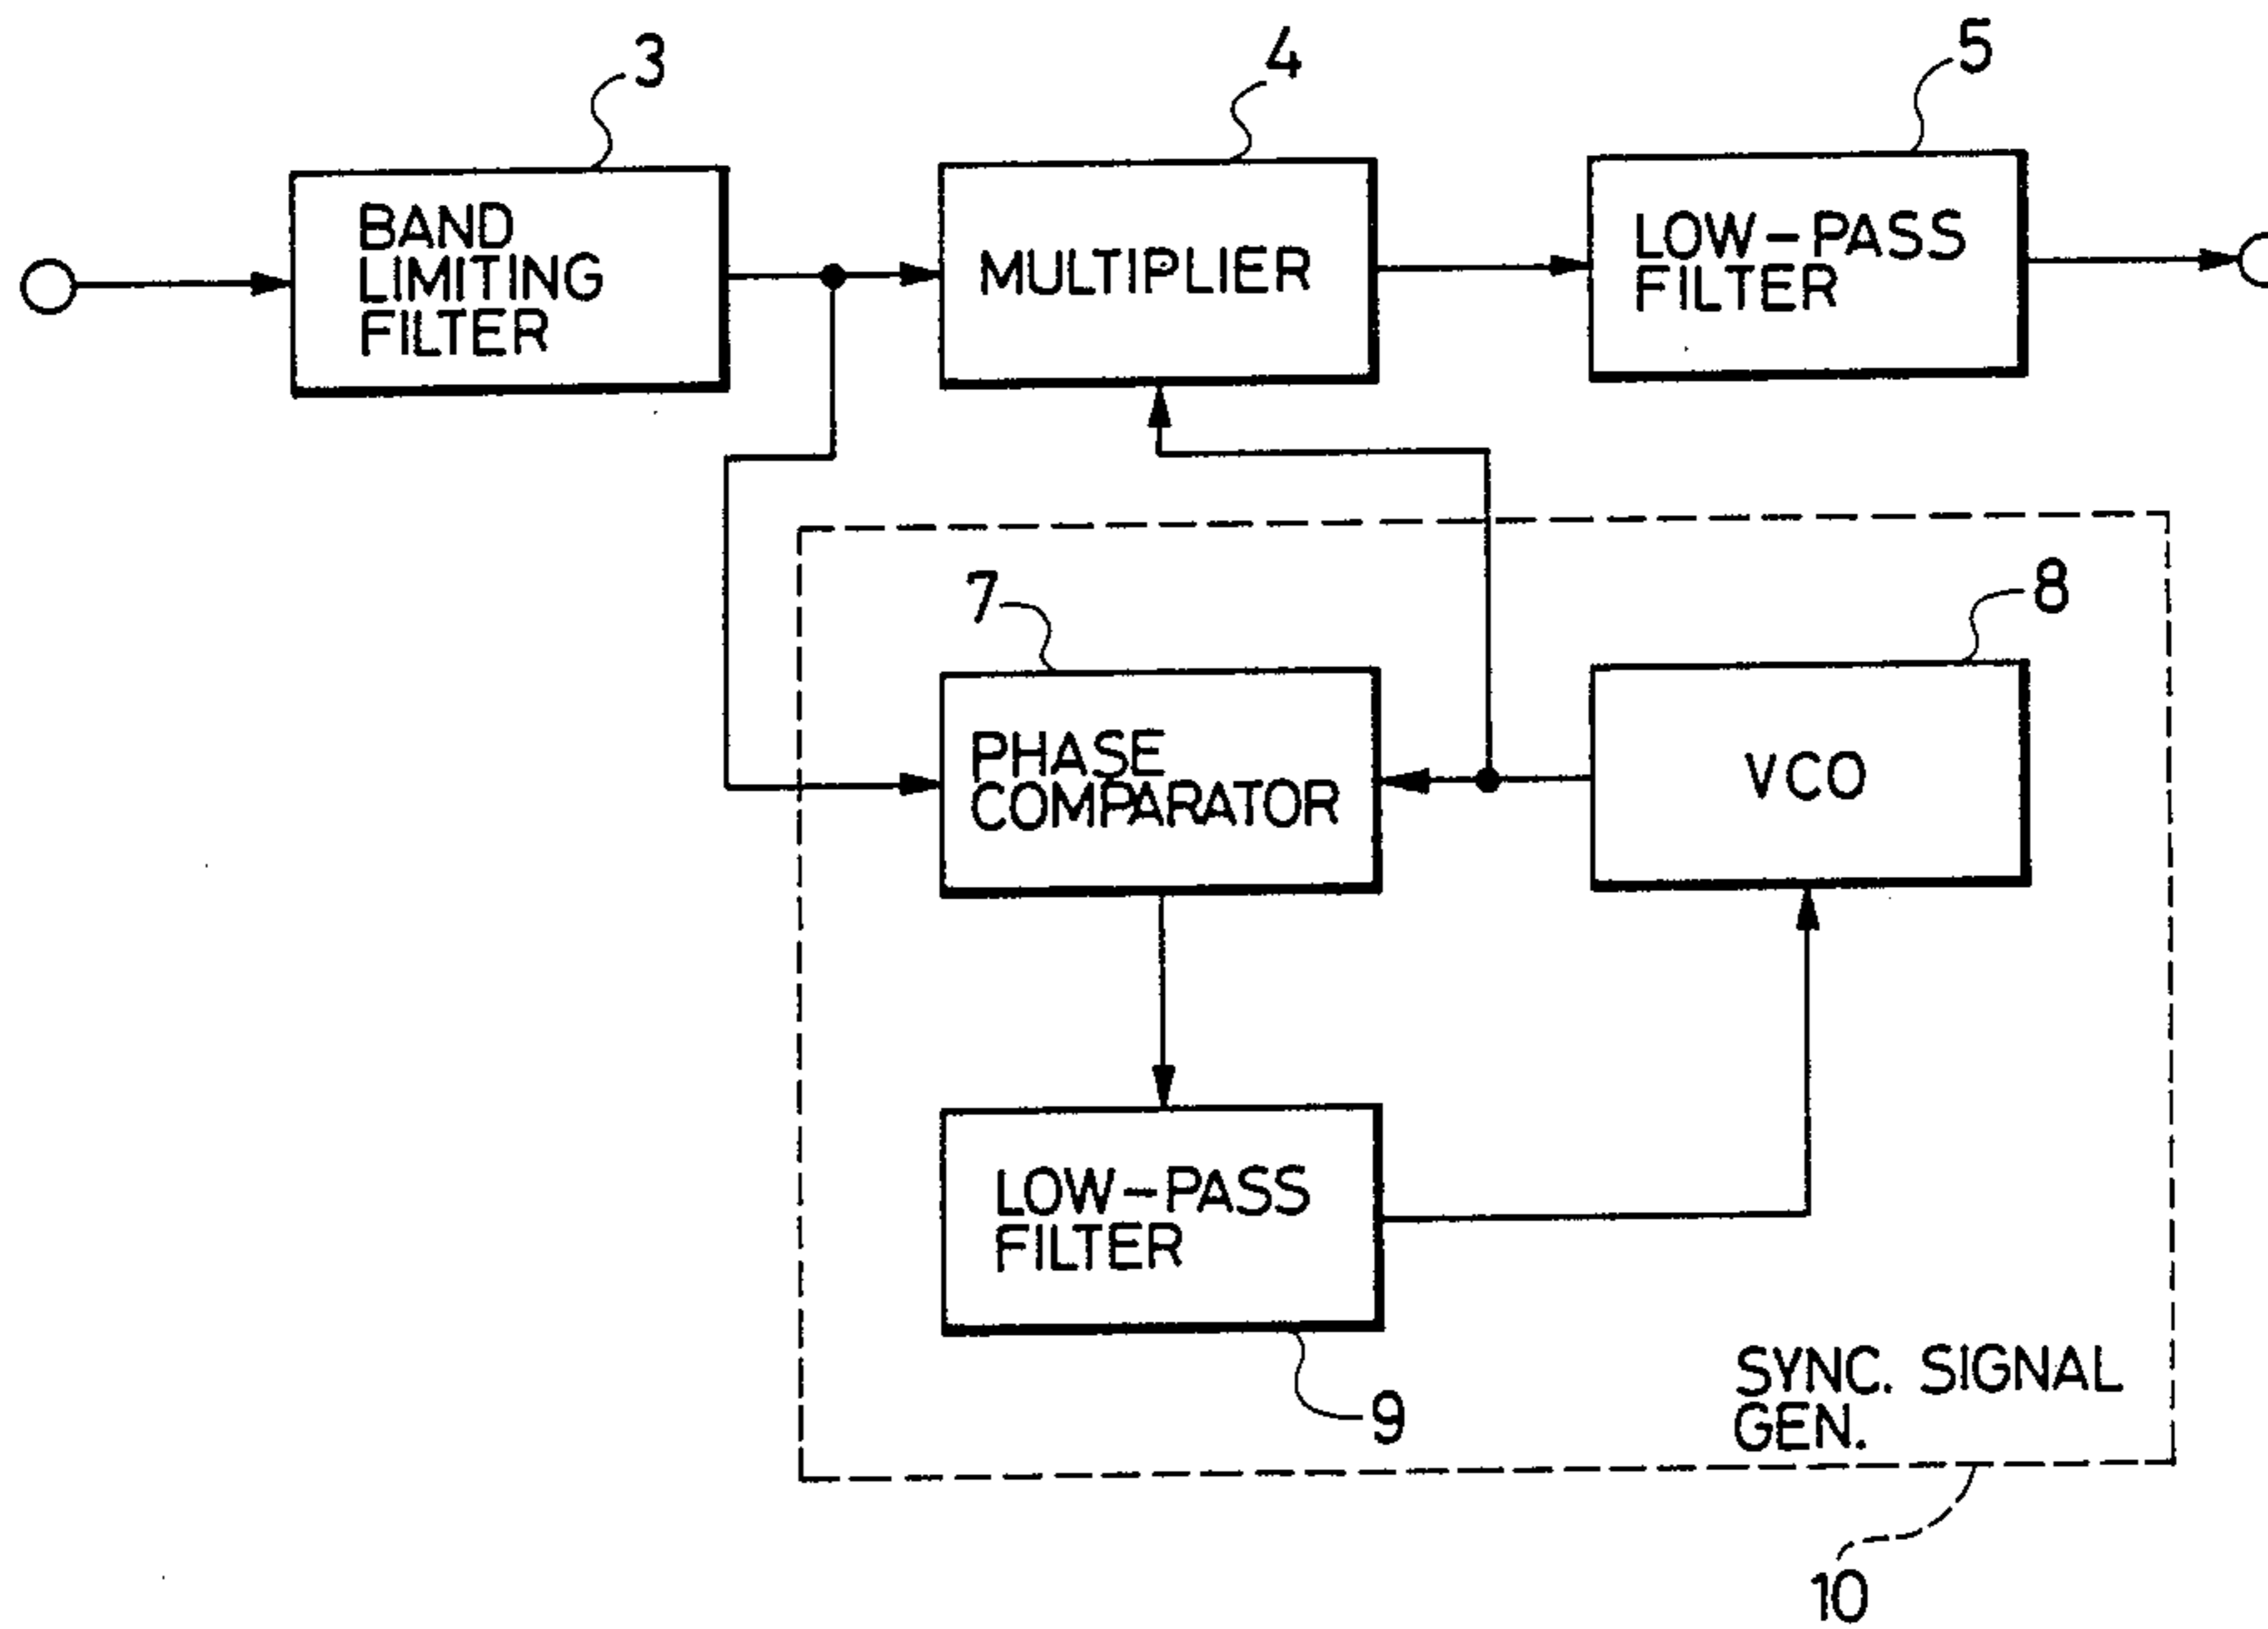 3
4
5
BAND
LIMITING
FILTER
MULTIPLIER
LOW-PASS
FILTER
7
8
PHASE
COMPARATOR
VCO
LOW-PASS
FILTER
9
SYNC. SIGNAL
GEN.
10